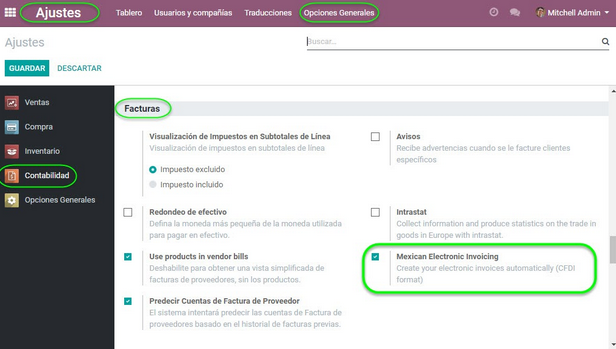 Ajustes Tablero Usuarios y compañías Traducciones Opciones Generales Mitchell Admin
Ajustes
Buscar...
GUARDAR DESCARTAR
Ventas
Compra
Inventario
Contabilidad
Opciones Generales
Facturas
Visualización de Impuestos en Subtotales de Línea
Visualización de impuestos en subtotales de línea
Impuesto excluido
Impuesto incluido
Avisos
Recibe advertencias cuando se le facture clientes
específicos
Redondeo de efectivo
Defina la moneda más pequeña de la moneda utilizada
para pagar en efectivo.
Intrastat
Collect information and produce statistics on the trade in
goods in Europe with intrastat.
Use products in vendor bills
Deshabilite para obtener una vista simplificada de
facturas de proveedores, sin los productos.
Mexican Electronic Invoicing
Create your electronic invoices automatically (CFDI
format)
Predecir Cuentas de Factura de Proveedor
El sistema intentará predecir las cuentas de Factura de
proveedores basado en el historial de facturas previas.